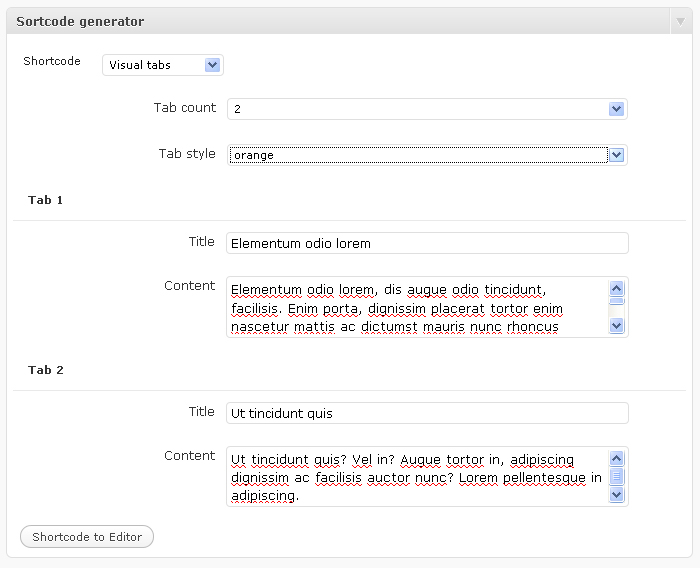 Sortcode generator
Shortcode Visual tabs
Tab count 2
Tab style orange
Tab 1
Title Elementum odio lorem
Content Elementum odio lorem, dis augue odio tincidunt,
facilisis. Enim porta, dignissim placerat tortor enim
nascetur mattis ac dictumst mauris nunc rhoncus
Tab 2
Title Ut tincidunt quis
Content Ut tincidunt quis? Vel in? Augue tortor in, adipiscing
dignissim ac facilisis auctor nunc? Lorem pellentesque in
adipiscing.
Shortcode to Editor